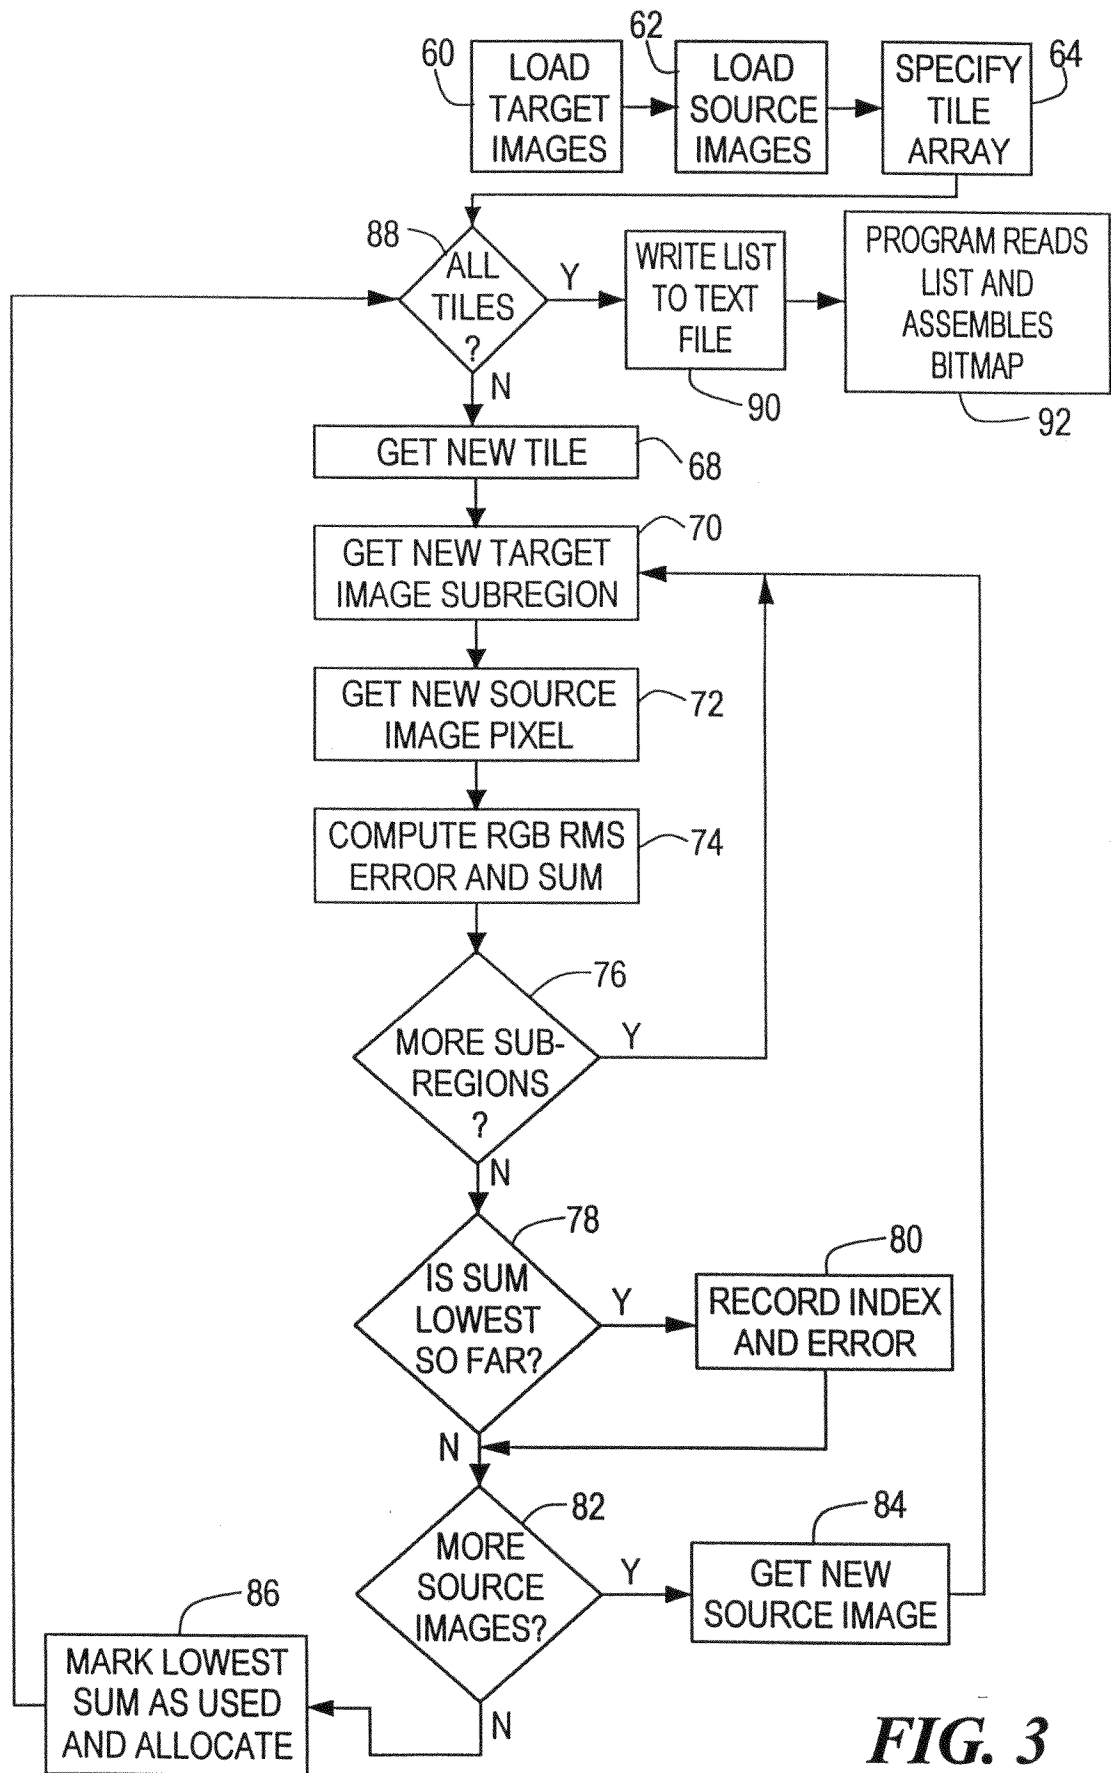 60
LOAD
TARGET
IMAGES
62
LOAD
SOURCE
IMAGES
SPECIFY
TILE
ARRAY
64
88
ALL
TILES
?
Y
N
WRITE LIST
TO TEXT
FILE
90
PROGRAM READS
LIST AND
ASSEMBLES
BITMAP
92
GET NEW TILE
68
GET NEW TARGET
IMAGE SUBREGION
70
GET NEW SOURCE
IMAGE PIXEL
72
COMPUTE RGB RMS
ERROR AND SUM
74
76
MORE SUB-
REGIONS
?
Y
N
78
IS SUM
LOWEST
SO FAR?
Y
N
80
RECORD INDEX
AND ERROR
82
MORE
SOURCE
IMAGES?
Y
N
84
GET NEW
SOURCE IMAGE
86
MARK LOWEST
SUM AS USED
AND ALLOCATE
FIG. 3